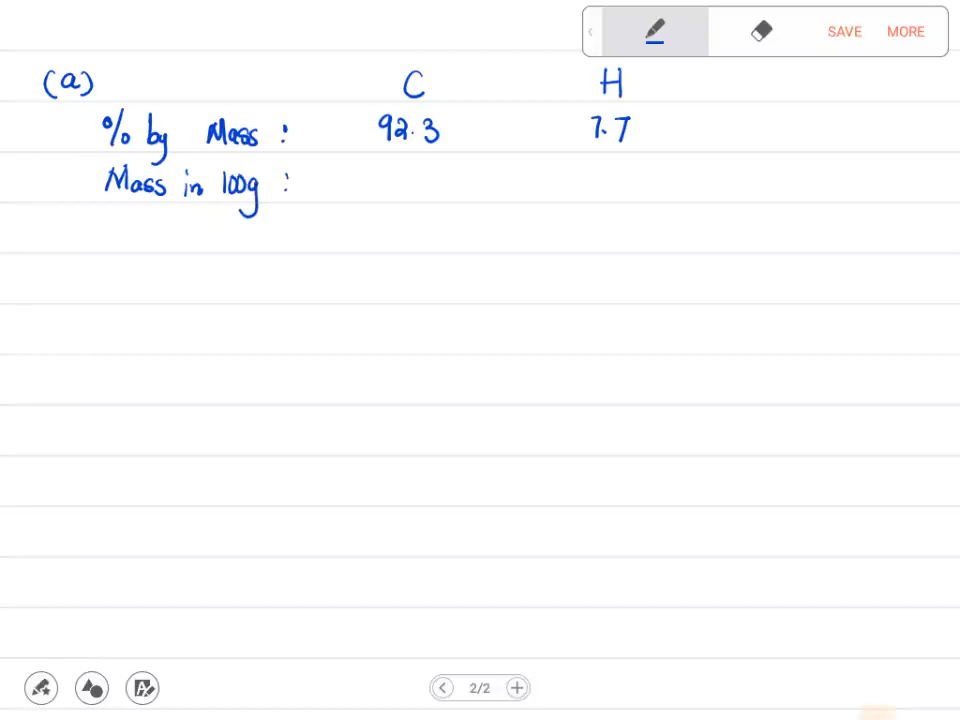 SAVE MORE
(a) C H
% by Mass : 92.3 7.7
Mass in 100g :
2/2